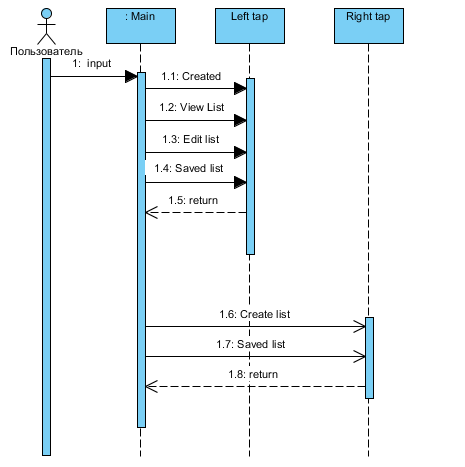 : Main
Left tap
Right tap
Пользователь
1: input
1.1: Created
1.2: View List
1.3: Edit list
1.4: Saved list
1.5: return
1.6: Create list
1.7: Saved list
1.8: return